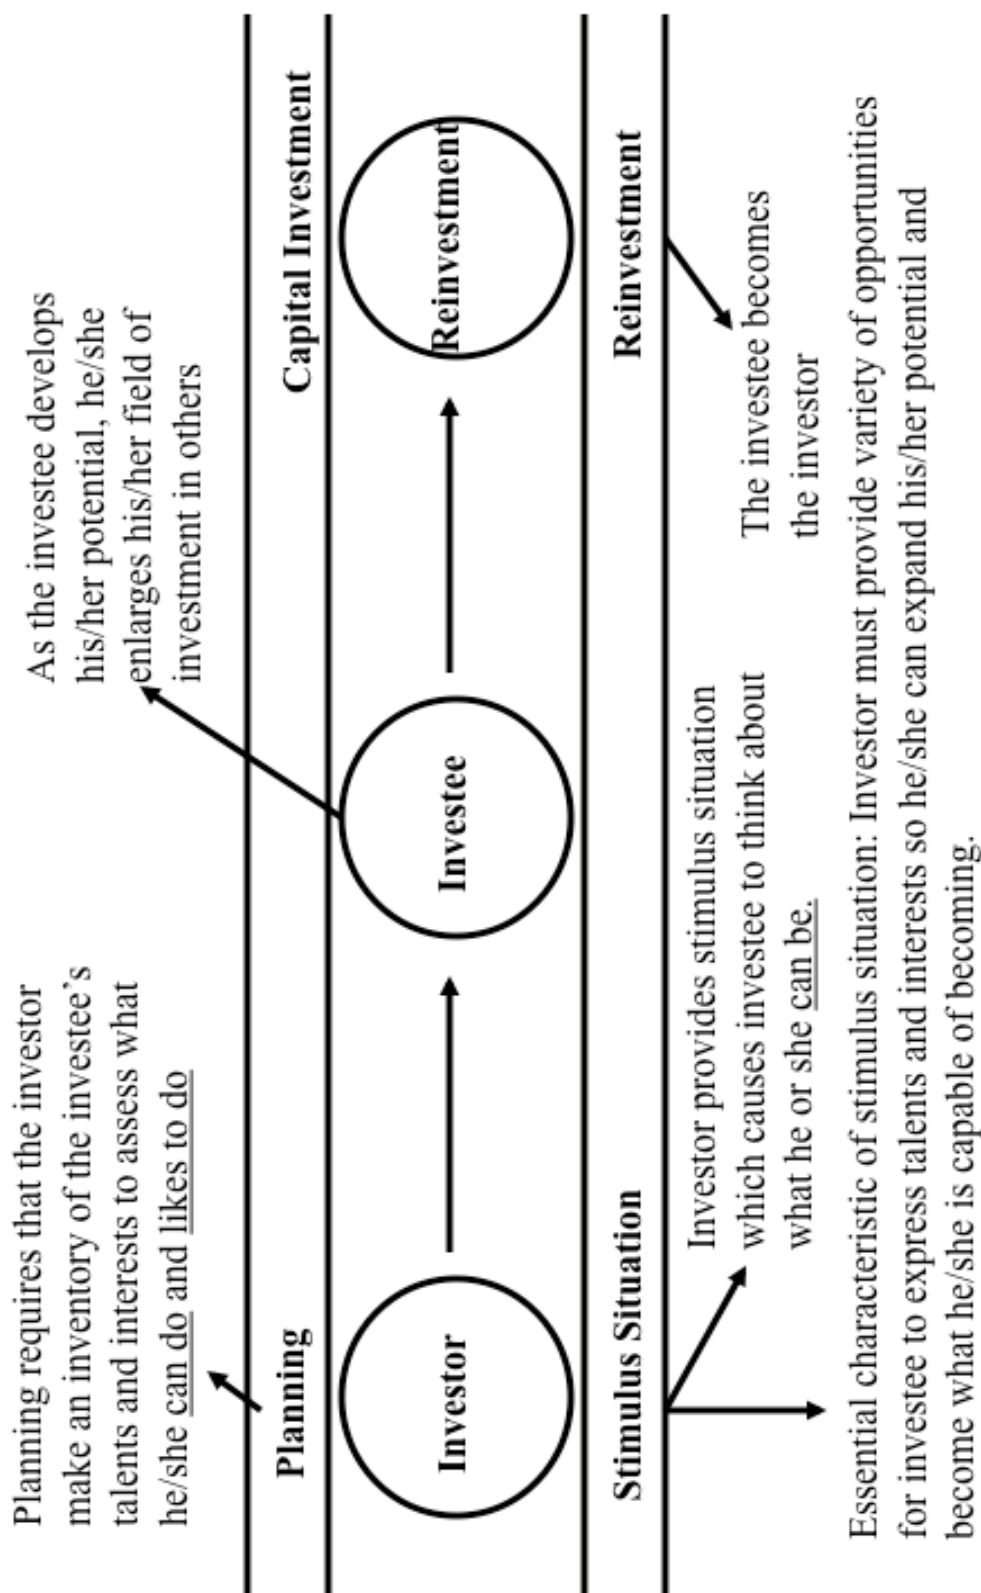 Planning requires that the investor
make an inventory of the investee’s
talents and interests to assess what
he/she can do and likes to do
As the investee develops
his/her potential, he/she
enlarges his/her field of
investment in others
Planning
Capital Investment
Investor
Investee
Reinvestment
Stimulus Situation
Reinvestment
Investor provides stimulus situation
which causes investee to think about
what he or she can be.
The investee becomes
the investor
Essential characteristic of stimulus situation: Investor must provide variety of opportunities
for investee to express talents and interests so he/she can expand his/her potential and
become what he/she is capable of becoming.